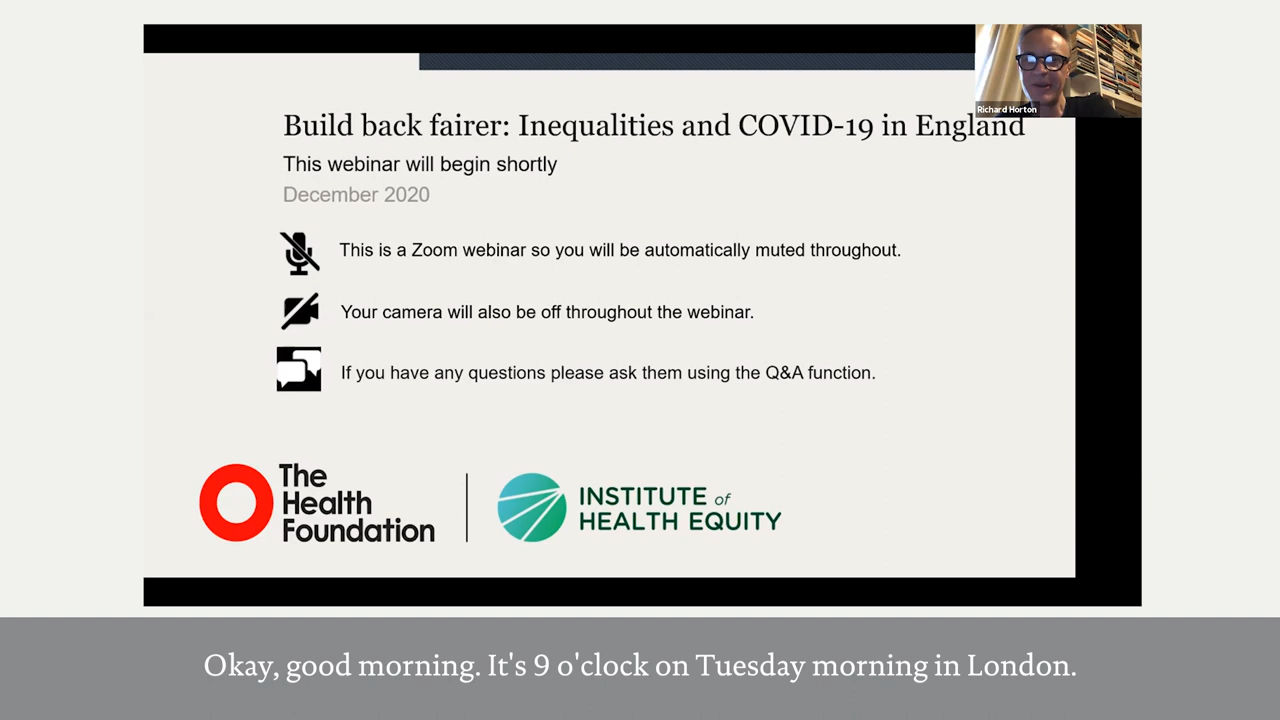 Richard Horton
Build back fairer: Inequalities and COVID-19 in England
This webinar will begin shortly
December 2020
This is a Zoom webinar so you will be automatically muted throughout.
Your camera will also be off throughout the webinar.
If you have any questions please ask them using the Q&A function.
The
Health
Foundation
INSTITUTE of
HEALTH EQUITY
Okay, good morning. It's 9 o'clock on Tuesday morning in London.